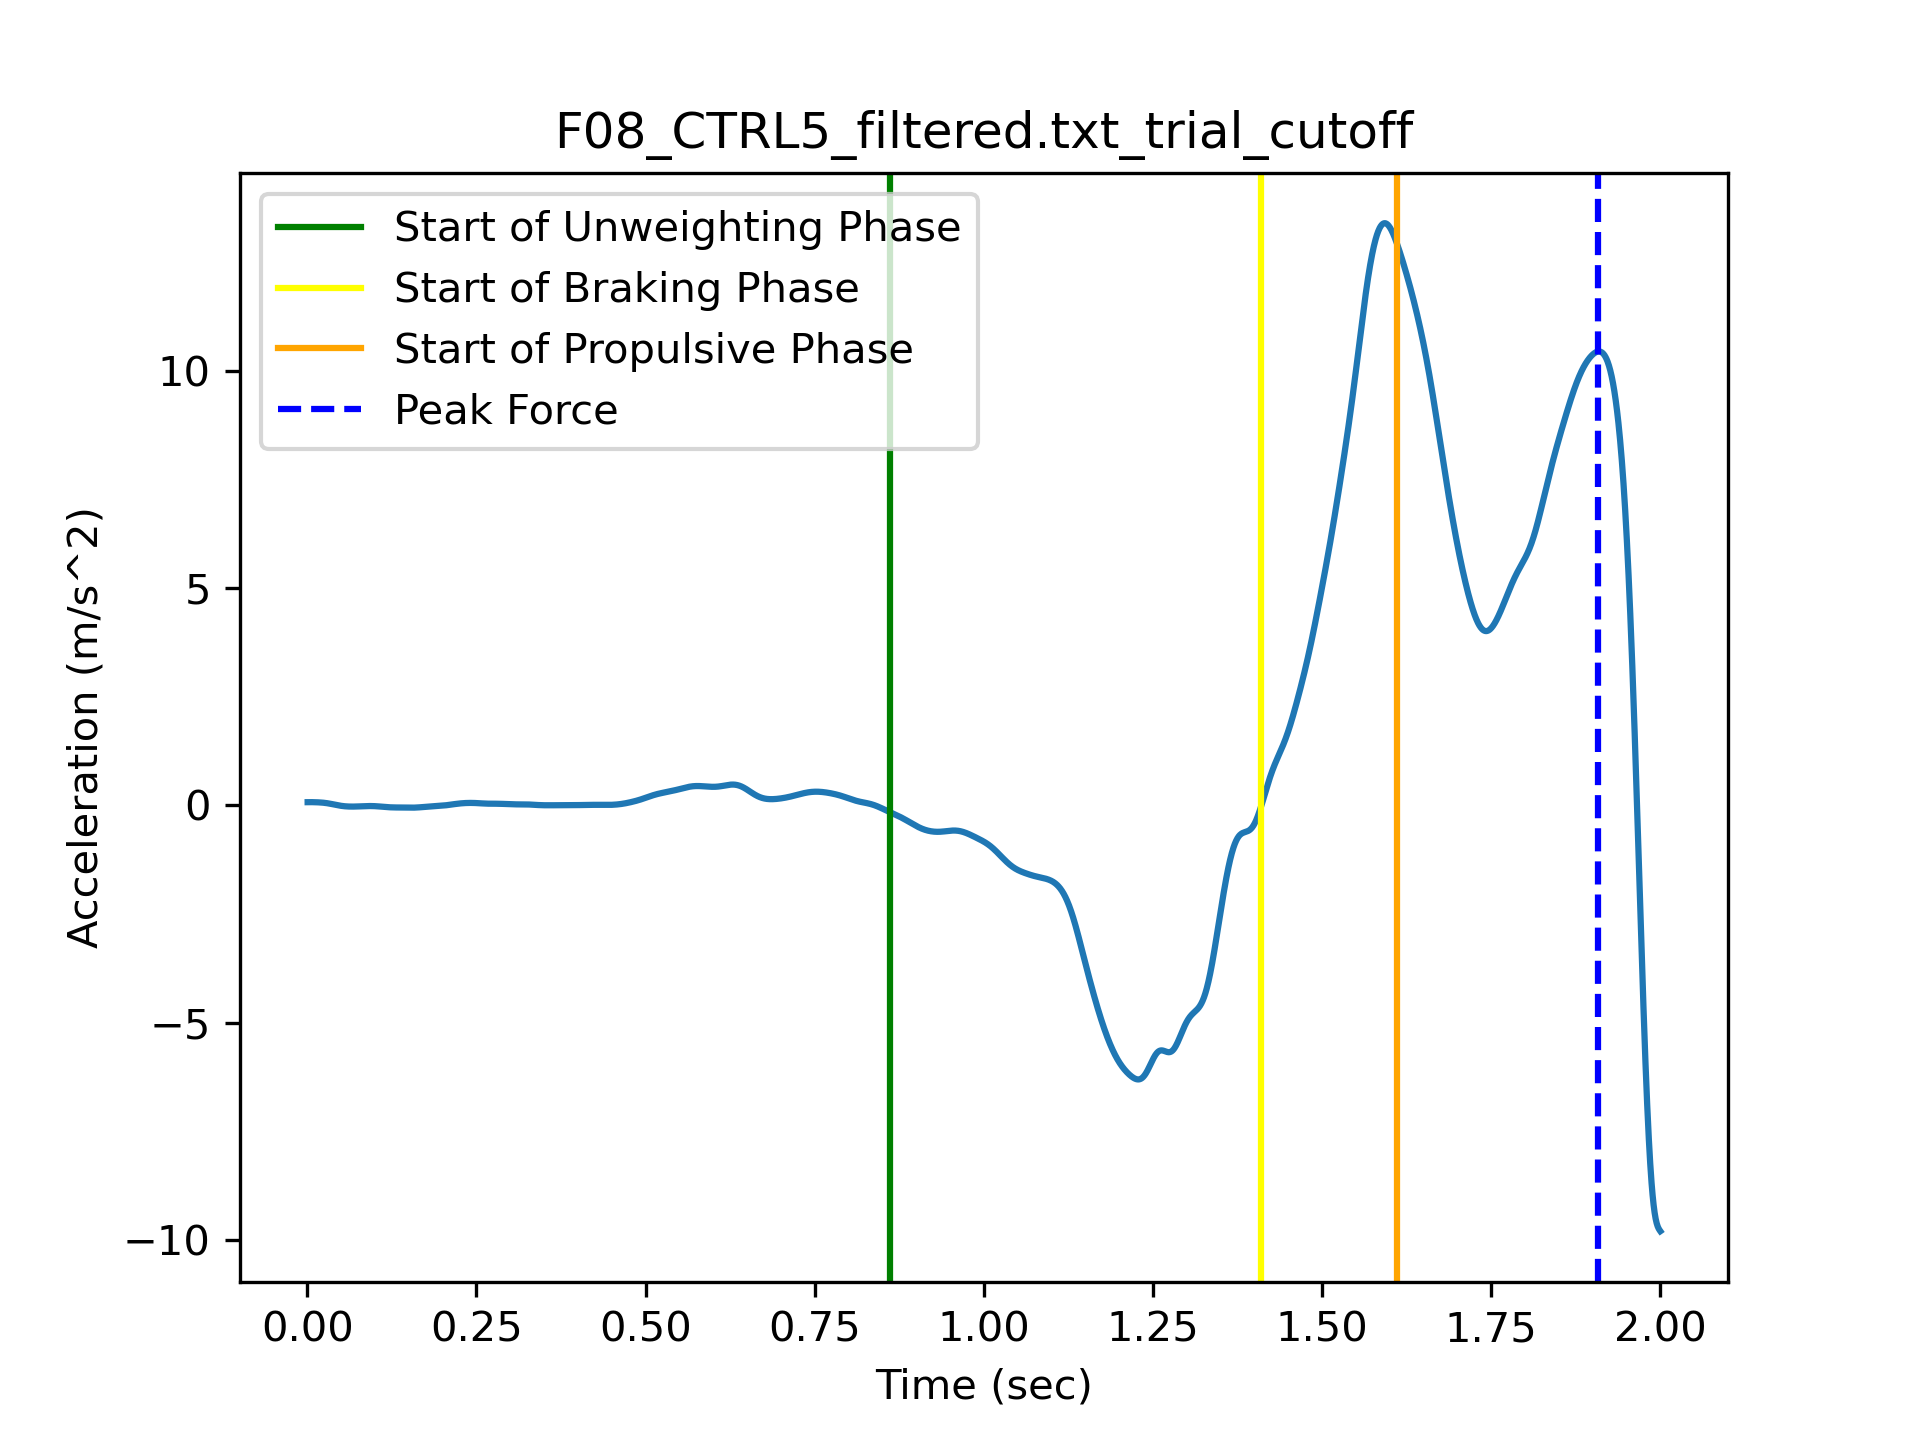 F08_CTRL5_filtered.txt_trial_cutoff
Start of Unweighting Phase
Start of Braking Phase
Start of Propulsive Phase
Peak Force
10
5
0
−5
−10
Acceleration (m/s^2)
0.00 0.25 0.50 0.75 1.00 1.25 1.50 1.75 2.00
Time (sec)